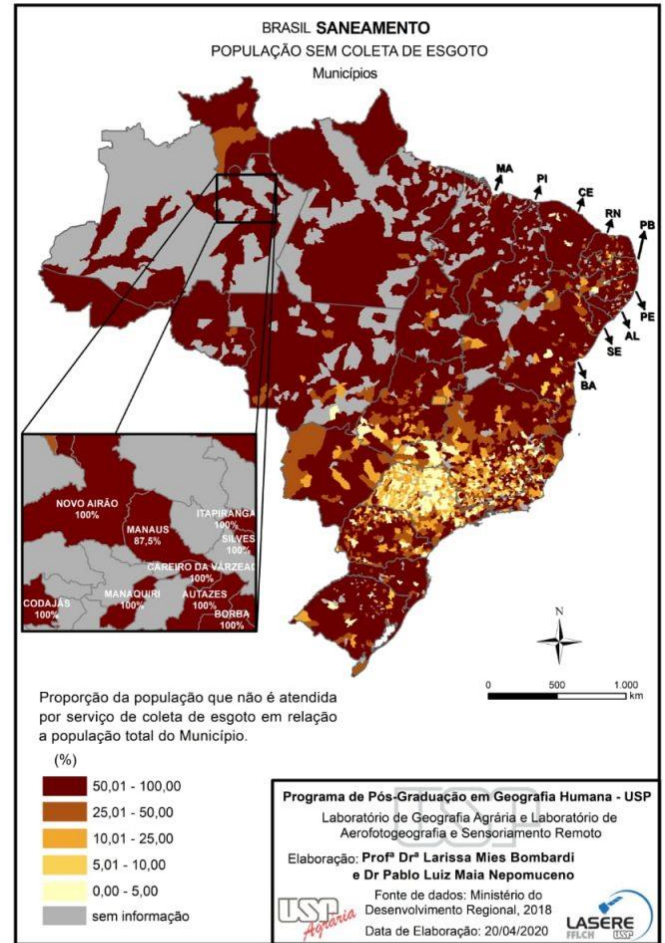 BRASIL SANEAMENTO
POPULAÇÃO SEM COLETA DE ESGOTO
Municípios
MA
PI
CE
RN
PB
PE
AL
SE
BA
NOVO AIRÃO
100%
MANAUS
87,5%
ITAPIRANGA
100%
SILVES
100%
CAREIRO DA VÁRZEA
100%
CODAJÁS
100%
MANAQUIRI
100%
AUTAZES
100%
BORBA
100%
N
0 500 1.000
km
Proporção da população que não é atendida
por serviço de coleta de esgoto em relação
a população total do Município.
(%)
50,01 - 100,00
25,01 - 50,00
10,01 - 25,00
5,01 - 10,00
0,00 - 5,00
sem informação
USP
Programa de Pós-Graduação em Geografia Humana - USP
Laboratório de Geografia Agrária e Laboratório de
Aerofotogeografia e Sensoriamento Remoto
Elaboração: Profª Drª Larissa Mies Bombardi
e Dr Pablo Luiz Maia Nepomuceno
Fonte de dados: Ministério do
Desenvolvimento Regional, 2018
Data de Elaboração: 20/04/2020
USP
Agrária
LASERE
FFLCH USP